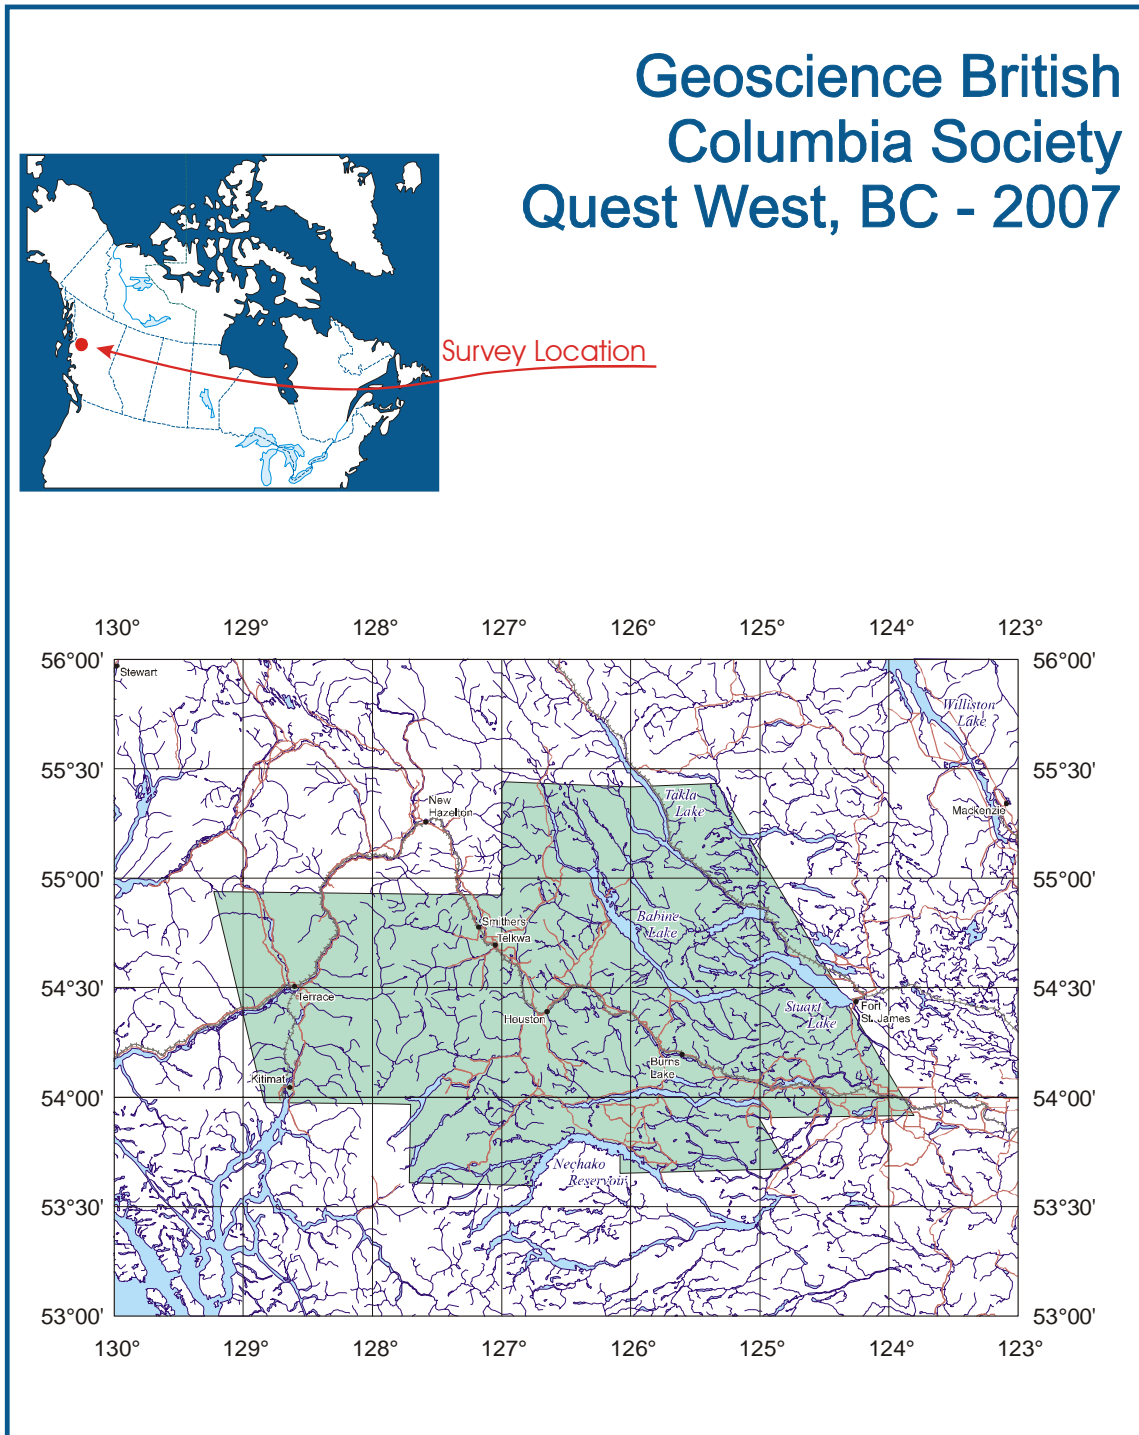 Geoscience British
Columbia Society
Quest West, BC - 2007
Survey Location
130° 129° 128° 127° 126° 125° 124° 123°
56°00' 56°00'
Stewart
Williston
Lake
55°30' 55°30'
Takla
Lake
New
Hazelton
Mackenzie
55°00' 55°00'
Babine
Lake
Smithers
Telkwa
54°30' 54°30'
Terrace
Stuart
Lake
Fort
St. James
Houston
Burns
Lake
Kitimat
54°00' 54°00'
Nechako
Reservoir
53°30' 53°30'
53°00' 53°00'
130° 129° 128° 127° 126° 125° 124° 123°